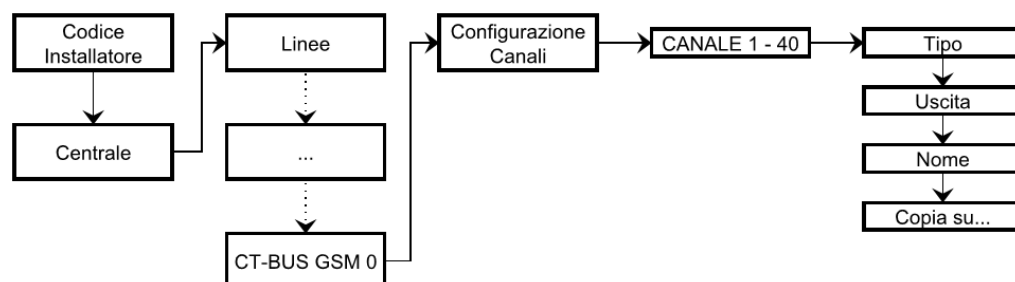 Codice
Installatore
Centrale
Linee
...
CT-BUS GSM 0
Configurazione
Canali
CANALE 1 - 40
Tipo
Uscita
Nome
Copia su...